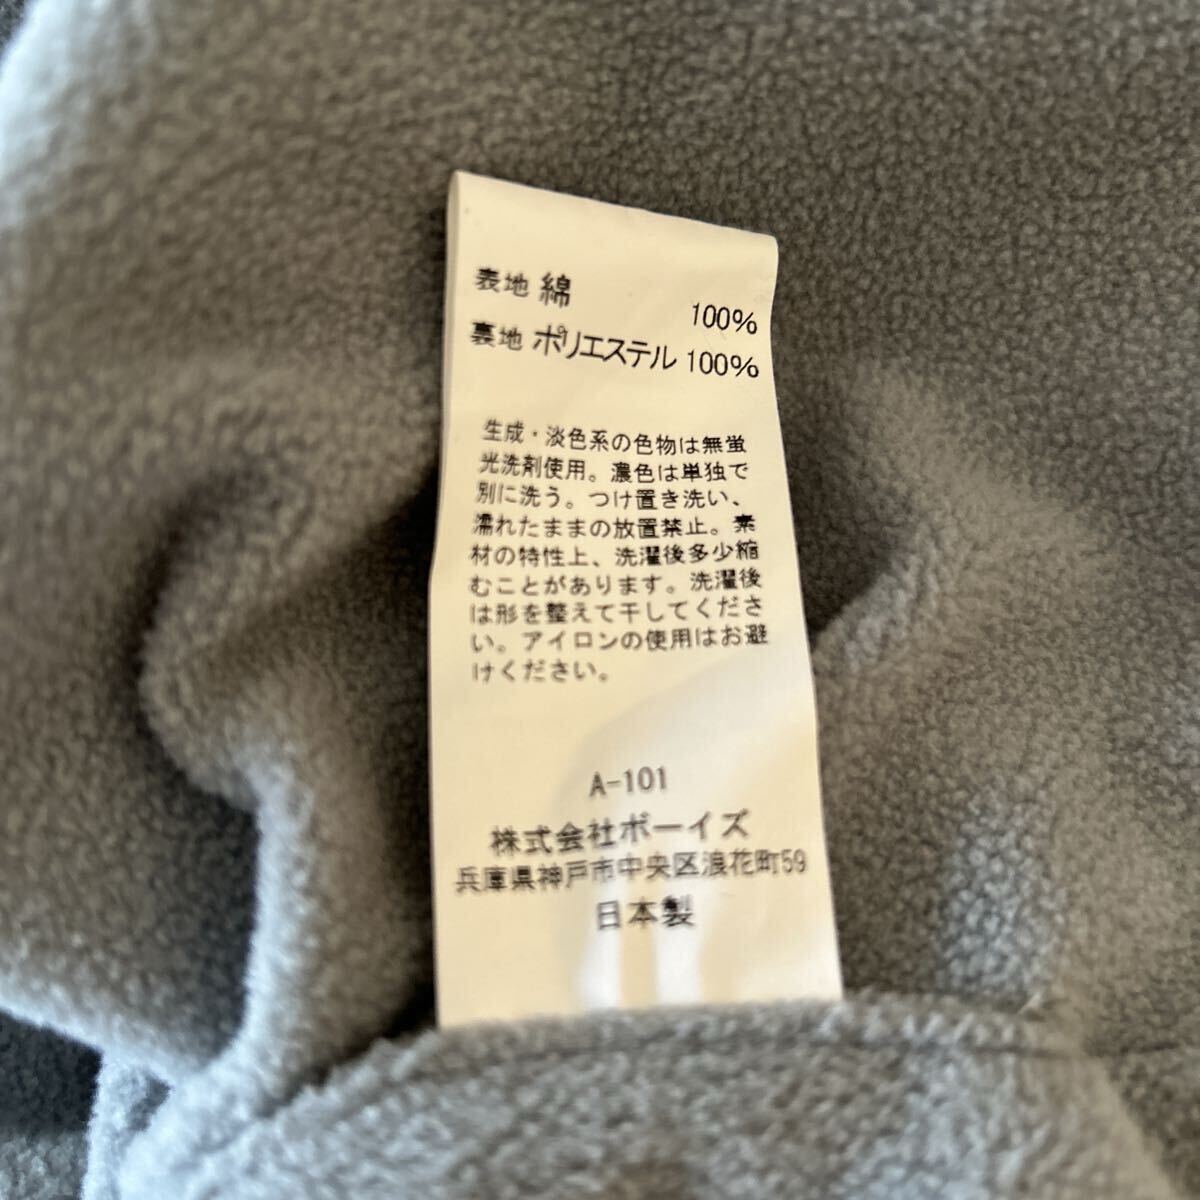 表地 綿 100%
裏地 ポリエステル 100%
生成・淡色系の色物は無蛍
光洗剤使用。濃色は単独で
別に洗う。つけ置き洗い、
濡れたままの放置禁止。素
材の特性上、洗濯後多少縮
むことがあります。洗濯後
は形を整えて干してくださ
い。アイロンの使用はお避
けください。
A-101
株式会社ボーイズ
兵庫県神戸市中央区浪花町59
日本製